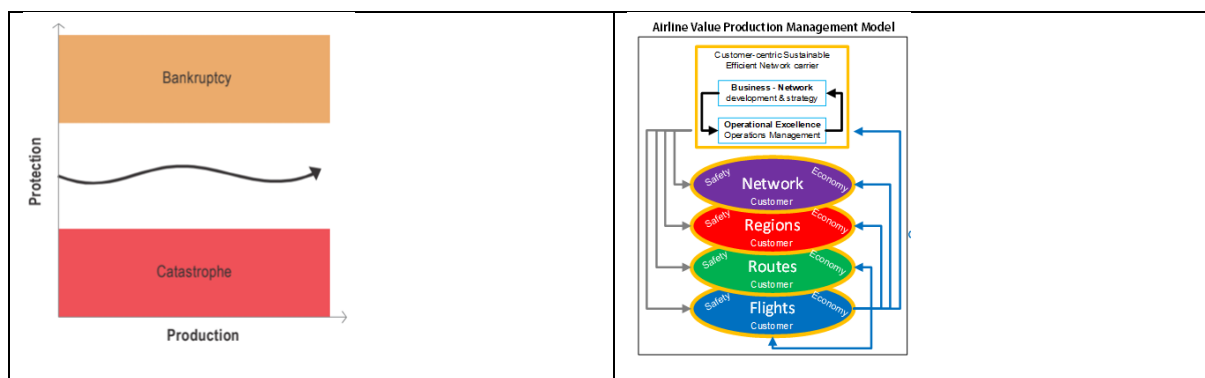 Protection
Bankruptcy
Catastrophe
Production
Airline Value Production Management Model
Customer-centric Sustainable
Efficient Network carrier
Business - Network
development & strategy
Operational Excellence
Operations Management
Safety
Network
Economy
Customer
Safety
Regions
Economy
Customer
Safety
Routes
Economy
Customer
Safety
Flights
Economy
Customer